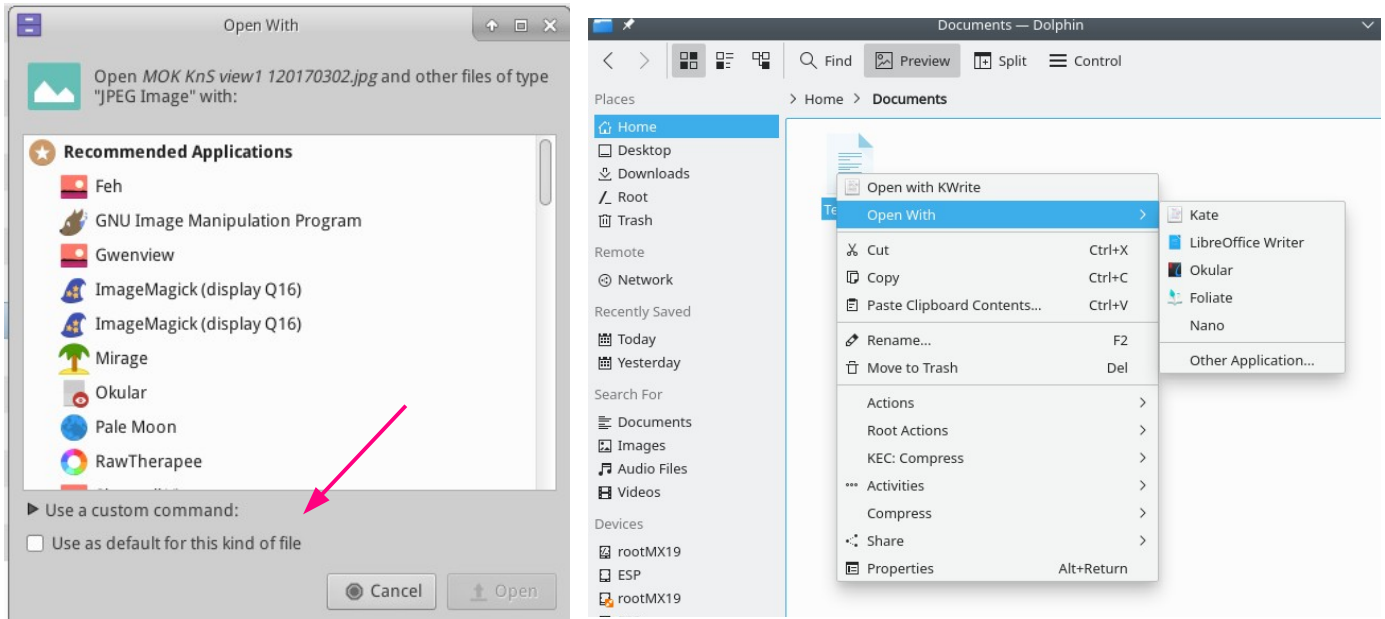 Open With
Open MOK KnS view1 120170302.jpg and other files of type
"JPEG Image" with:
Recommended Applications
Feh
GNU Image Manipulation Program
Gwenview
ImageMagick (display Q16)
ImageMagick (display Q16)
Mirage
Okular
Pale Moon
RawTherapee
Use a custom command:
Use as default for this kind of file
Cancel
Open
Documents — Dolphin
Find
Preview
Split
Control
Places
Home
Desktop
Downloads
Root
Trash
Remote
Network
Recently Saved
Today
Yesterday
Search For
Documents
Images
Audio Files
Videos
Devices
rootMX19
ESP
rootMX19
> Home > Documents
Te
Open with KWrite
Open With
Cut Ctrl+X
Copy Ctrl+C
Paste Clipboard Contents... Ctrl+V
Rename... F2
Move to Trash Del
Actions
Root Actions
KEC: Compress
Activities
Compress
Share
Properties Alt+Return
Kate
LibreOffice Writer
Okular
Foliate
Nano
Other Application...